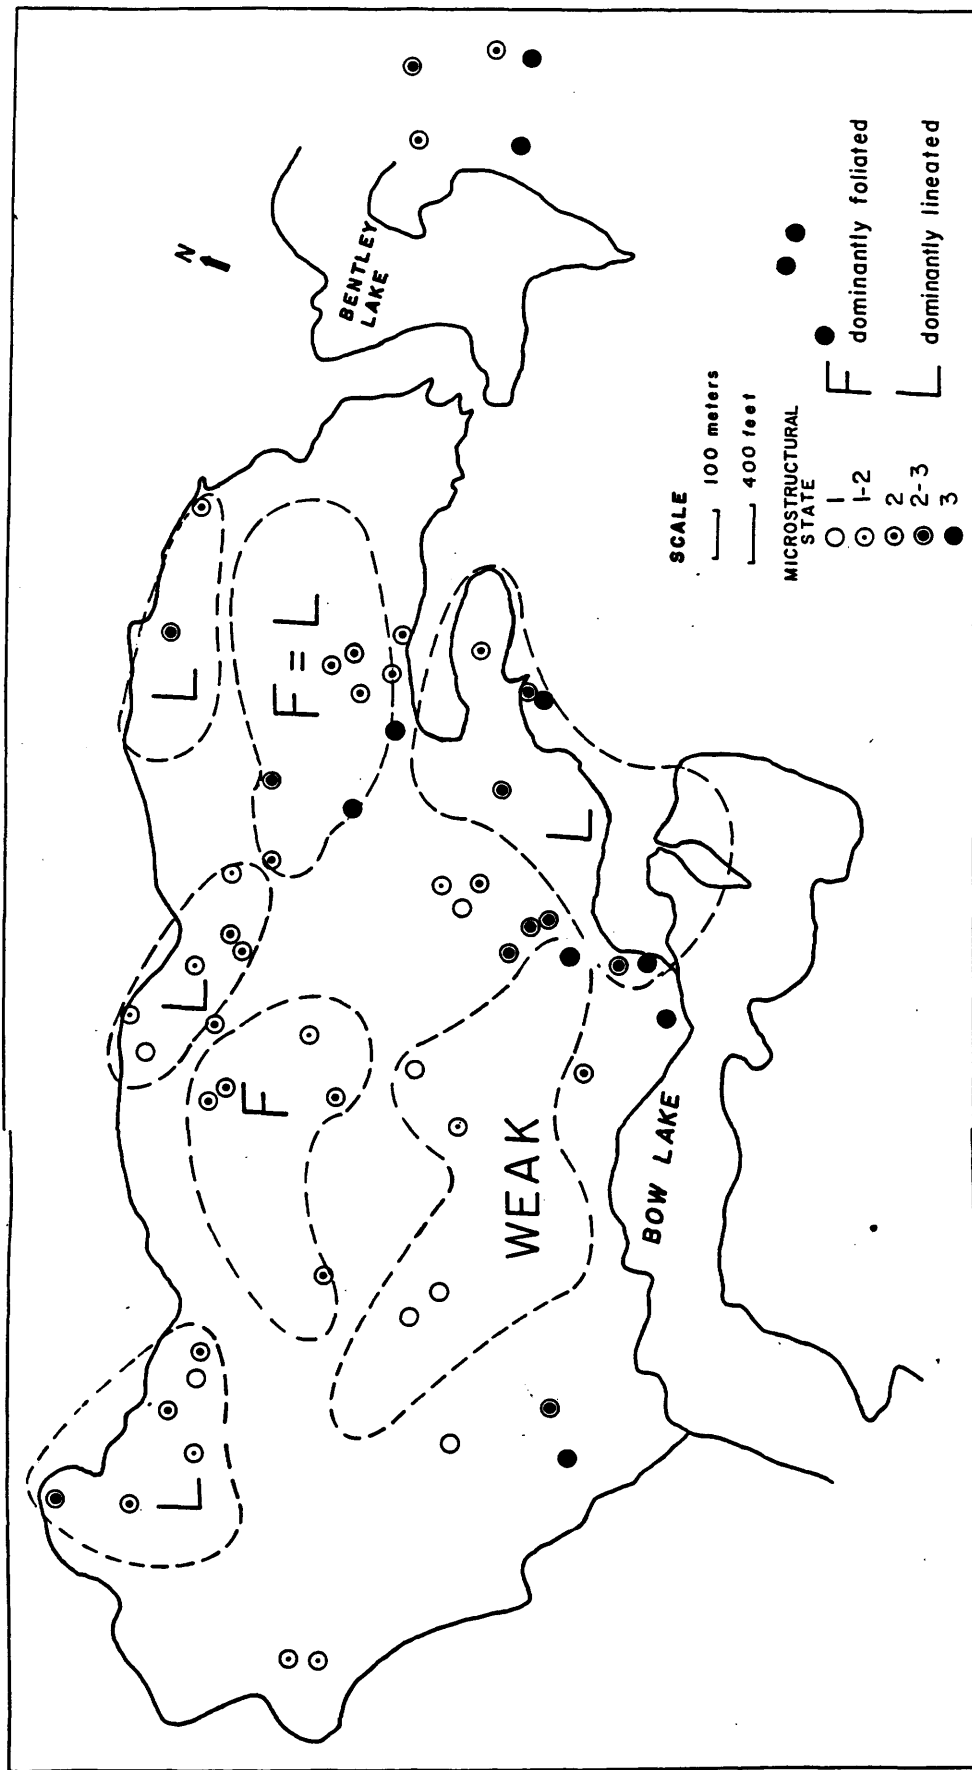 N
BENTLEY
LAKE
L
F = L
L
L
F
L
WEAK
BOW LAKE
SCALE
100 meters
400 feet
MICROSTRUCTURAL
STATE
1
1-2
2
2-3
3
F dominantly foliated
L dominantly lineated